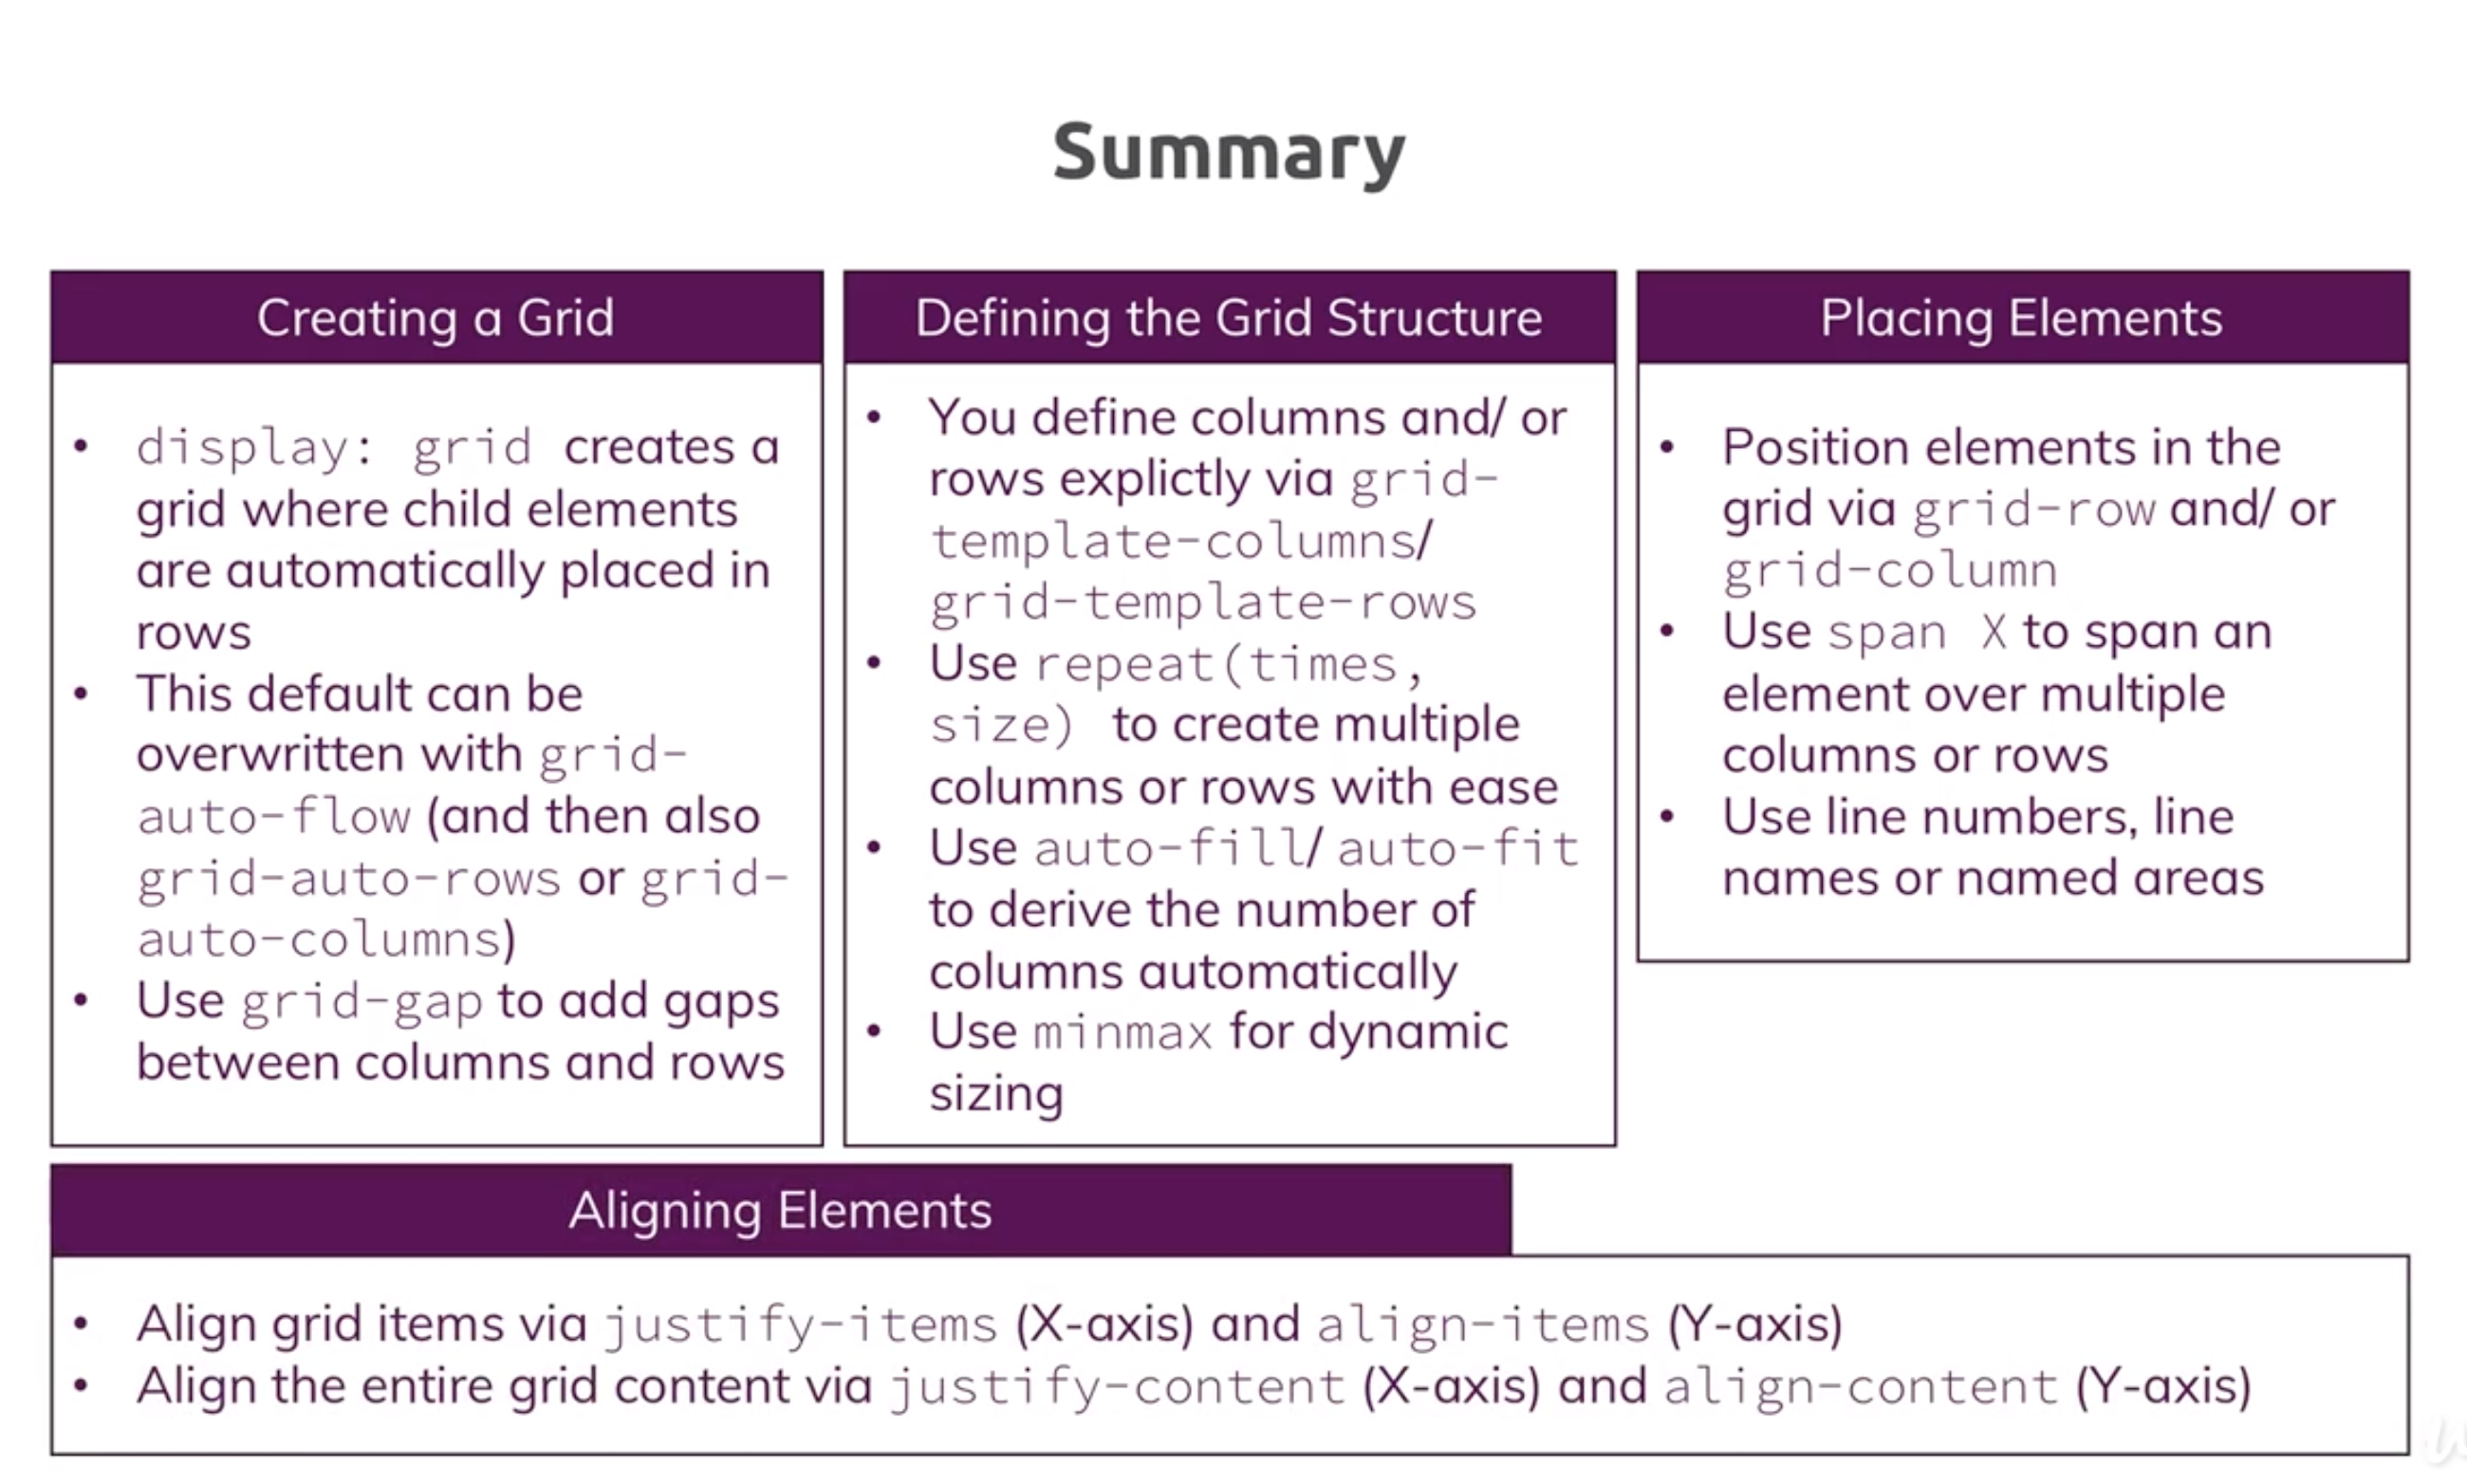 Summary
Creating a Grid
• display: grid creates a
grid where child elements
are automatically placed in
rows
• This default can be
overwritten with grid-
auto-flow (and then also
grid-auto-rows or grid-
auto-columns)
• Use grid-gap to add gaps
between columns and rows
Defining the Grid Structure
• You define columns and/ or
rows explictly via grid-
template-columns/
grid-template-rows
• Use repeat(times,
size) to create multiple
columns or rows with ease
• Use auto-fill/ auto-fit
to derive the number of
columns automatically
• Use minmax for dynamic
sizing
Placing Elements
• Position elements in the
grid via grid-row and/ or
grid-column
• Use span X to span an
element over multiple
columns or rows
• Use line numbers, line
names or named areas
Aligning Elements
• Align grid items via justify-items (X-axis) and align-items (Y-axis)
• Align the entire grid content via justify-content (X-axis) and align-content (Y-axis)